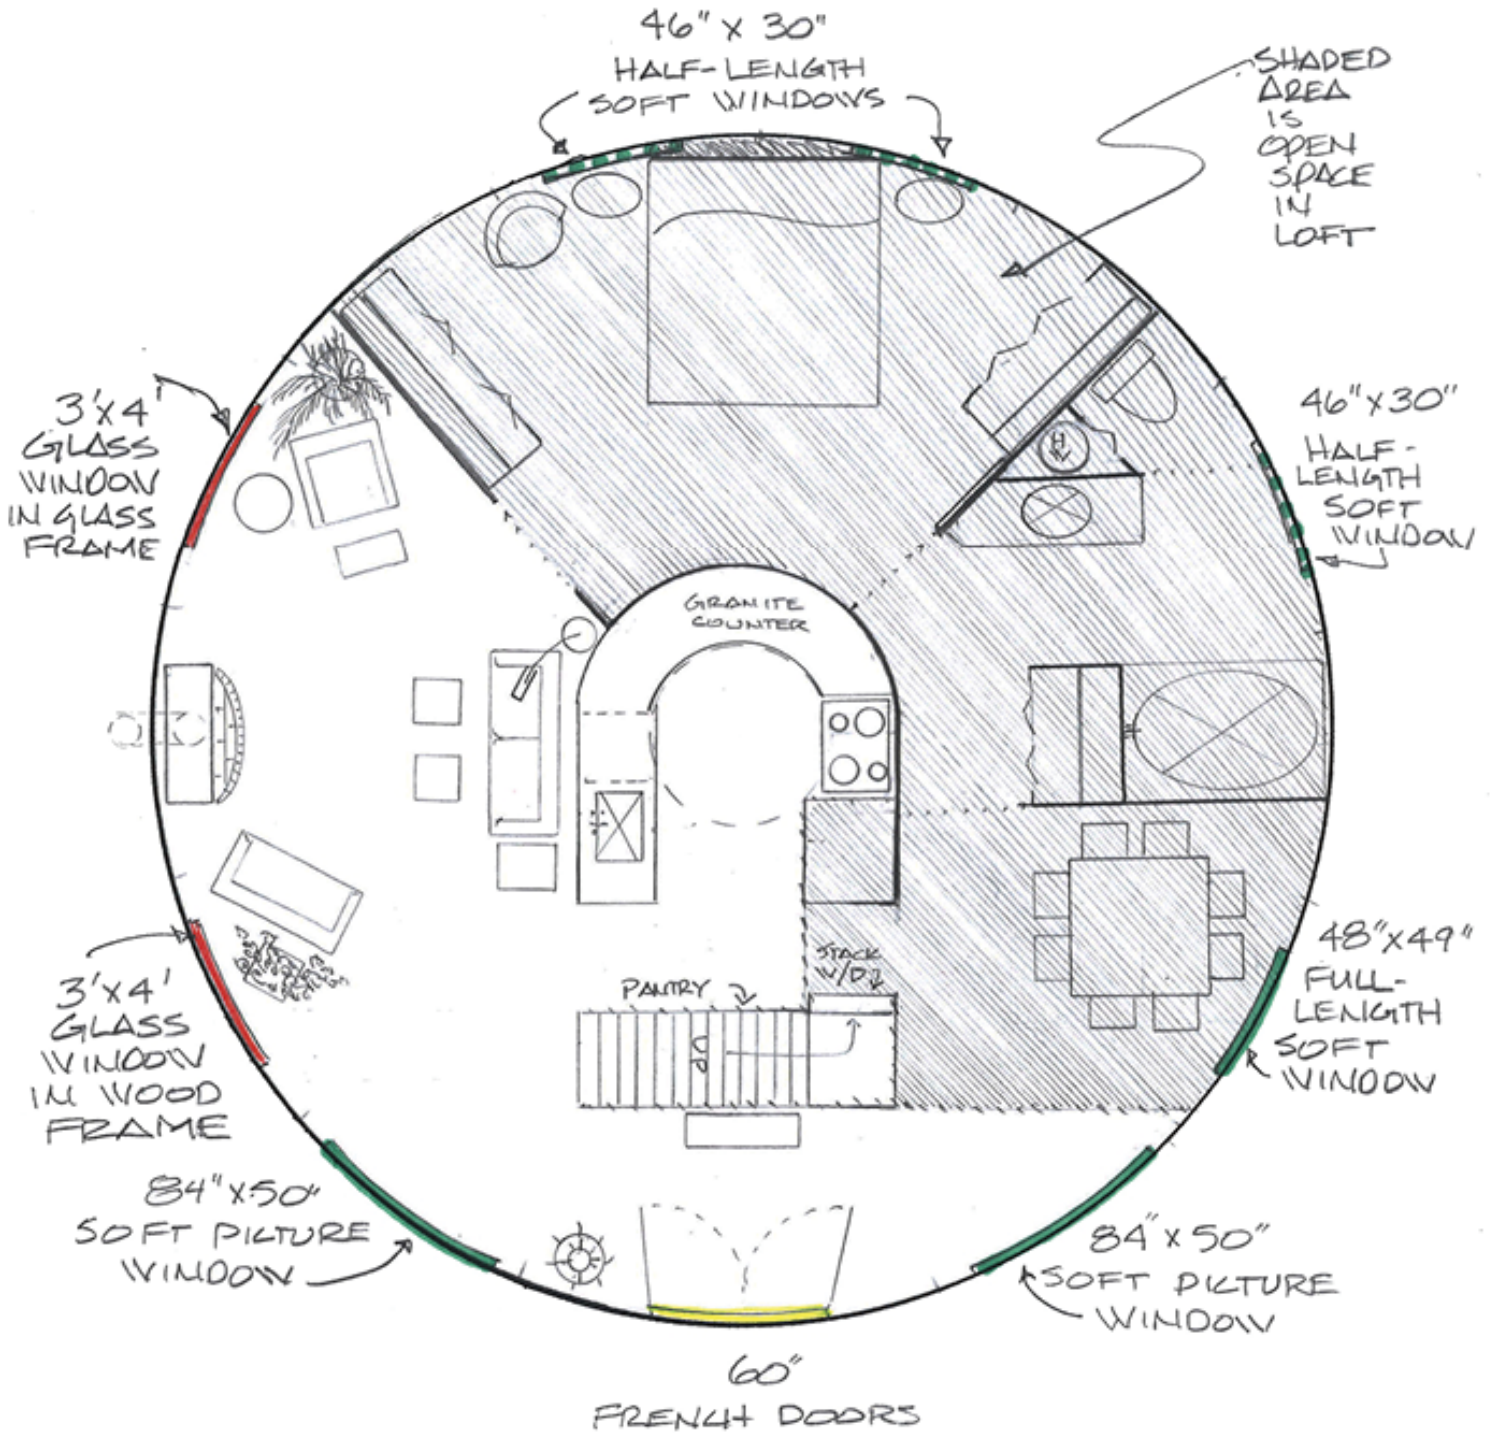 46" X 30"
HALF-LENGTH
SOFT WINDOWS
SHADED
AREA
IS
OPEN
SPACE
IN
LOFT
3'X4'
GLASS
WINDOW
IN GLASS
FRAME
46"X30"
HALF-
LENGTH
SOFT
WINDOW
H
W
GRANITE
COUNTER
48"X49"
FULL-
LENGTH
SOFT
WINDOW
STACK
W/D
PANTRY
UP
3'X4'
GLASS
WINDOW
IN WOOD
FRAME
84"X50"
SOFT PICTURE
WINDOW
84"X50"
SOFT PICTURE
WINDOW
60"
FRENCH DOORS